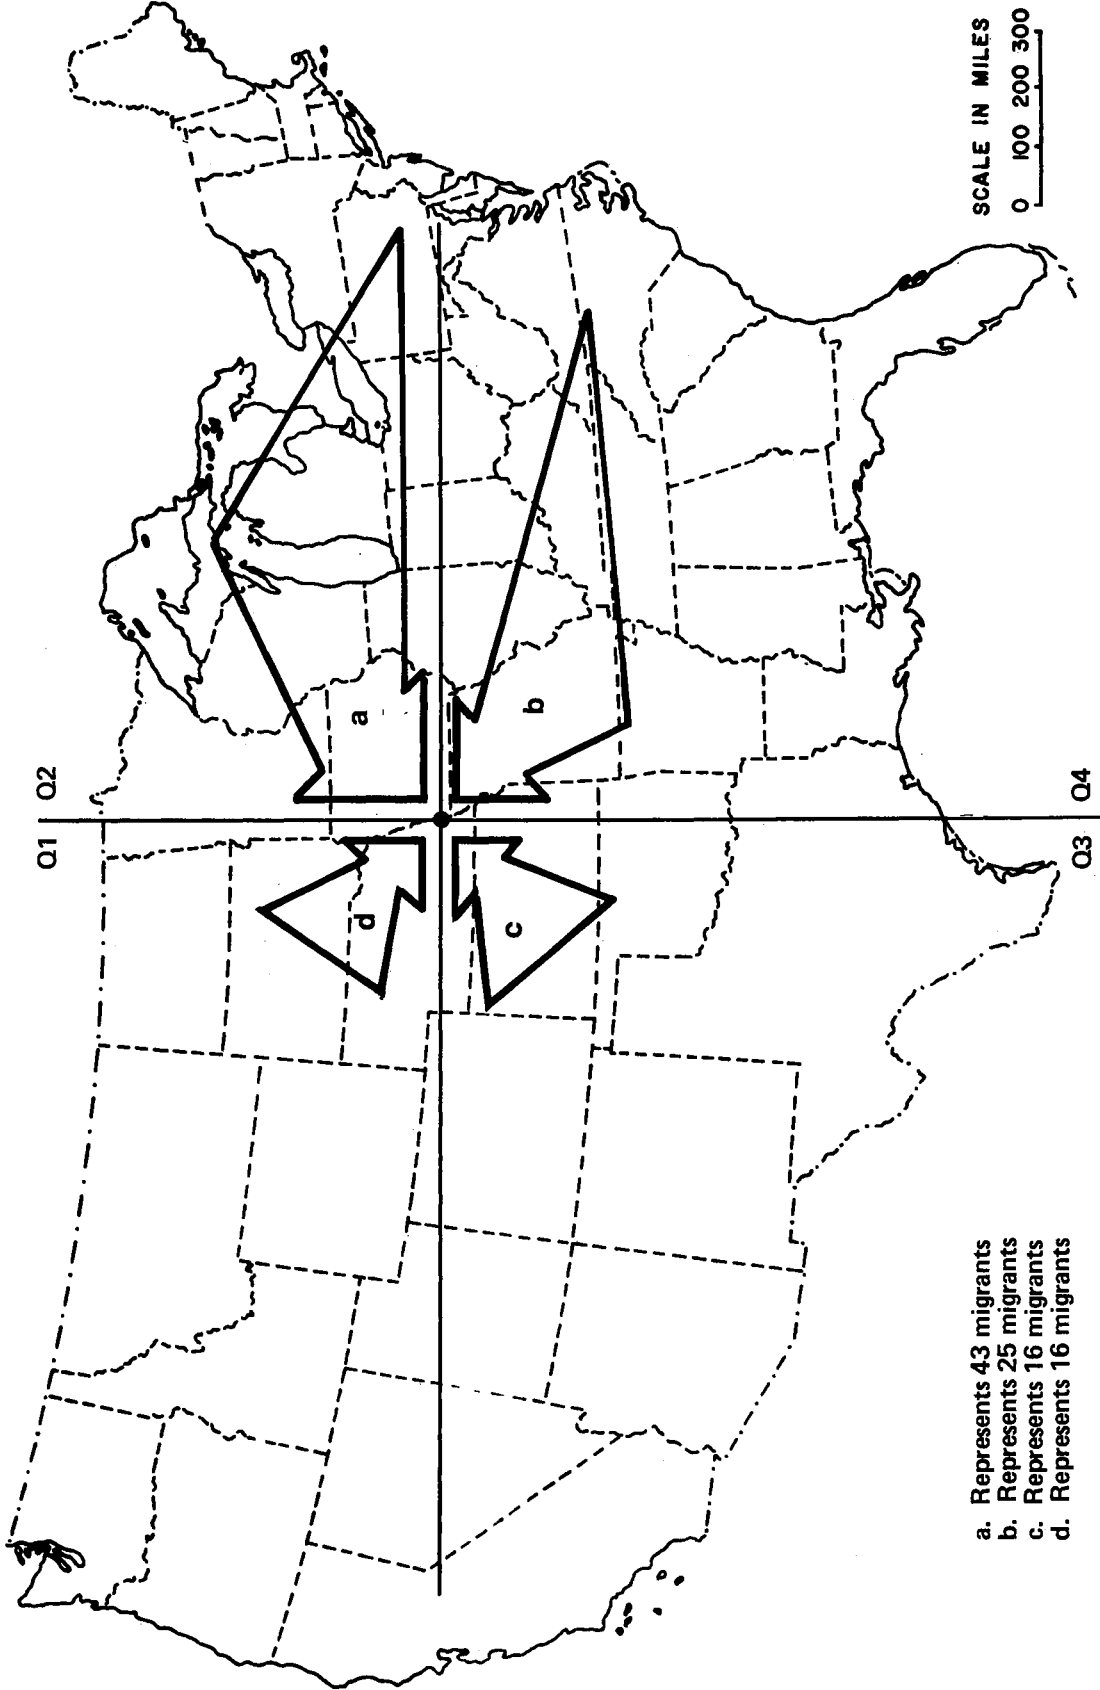 Q1 Q2
a
b
d
c
Q3 Q4
a. Represents 43 migrants
b. Represents 25 migrants
c. Represents 16 migrants
d. Represents 16 migrants
SCALE IN MILES
0 100 200 300